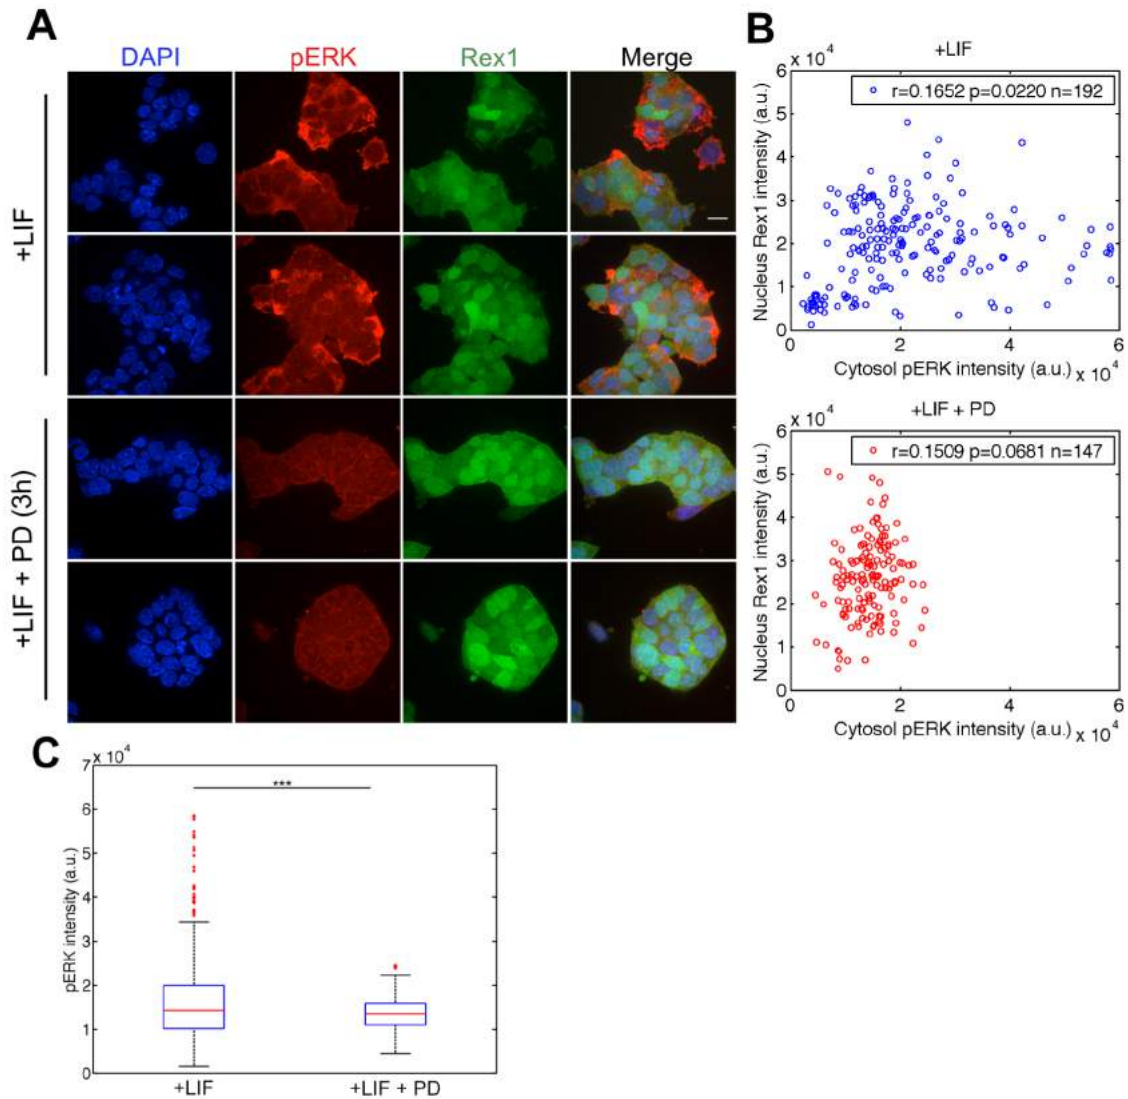 A
DAPI
pERK
Rex1
Merge
+LIF
+LIF + PD (3h)
B
+LIF
x 10^4
r=0.1652 p=0.0220 n=192
Nucleus Rex1 intensity (a.u.)
6
5
4
3
2
1
0
0 2 4 6
Cytosol pERK intensity (a.u.) x 10^4
+LIF + PD
x 10^4
r=0.1509 p=0.0681 n=147
Nucleus Rex1 intensity (a.u.)
6
5
4
3
2
1
0
0 2 4 6
Cytosol pERK intensity (a.u.) x 10^4
C
x 10^4
***
pERK intensity (a.u.)
7
6
5
4
3
2
1
0
+LIF +LIF + PD